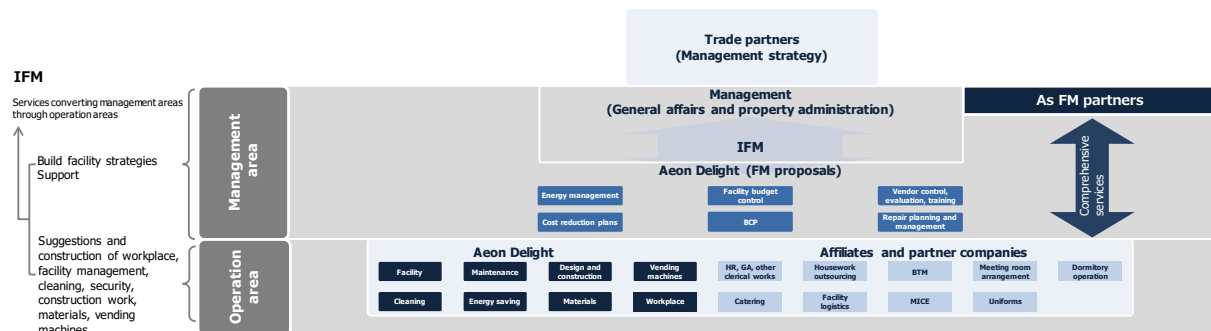 Trade partners
(Management strategy)
IFM
Services converting management areas
through operation areas
Build facility strategies
Support
Suggestions and
construction of workplace,
facility management,
cleaning, security,
construction work,
materials, vending
machines
Management
area
Operation
area
Management
(General affairs and property administration)
IFM
Aeon Delight (FM proposals)
As FM partners
Comprehensive
services
Energy management
Facility budget
control
Vendor control,
evaluation, training
Cost reduction plans
BCP
Repair planning and
management
Aeon Delight
Affiliates and partner companies
Facility
Maintenance
Design and
construction
Vending
machines
HR, GA, other
clerical works
Housework
outsourcing
BTM
Meeting room
arrangement
Dormitory
operation
Cleaning
Energy saving
Materials
Workplace
Catering
Facility
logistics
MICE
Uniforms